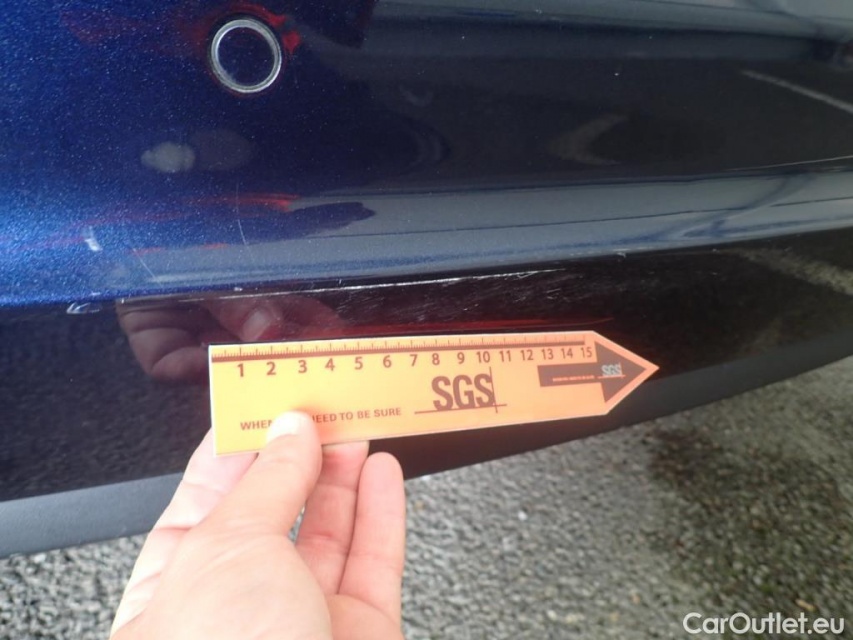 1 2 3 4 5 6 7 8 9 10 11 12 13 14 15
SGS
SGS
WHEN NEED TO BE SURE
CarOutlet.eu